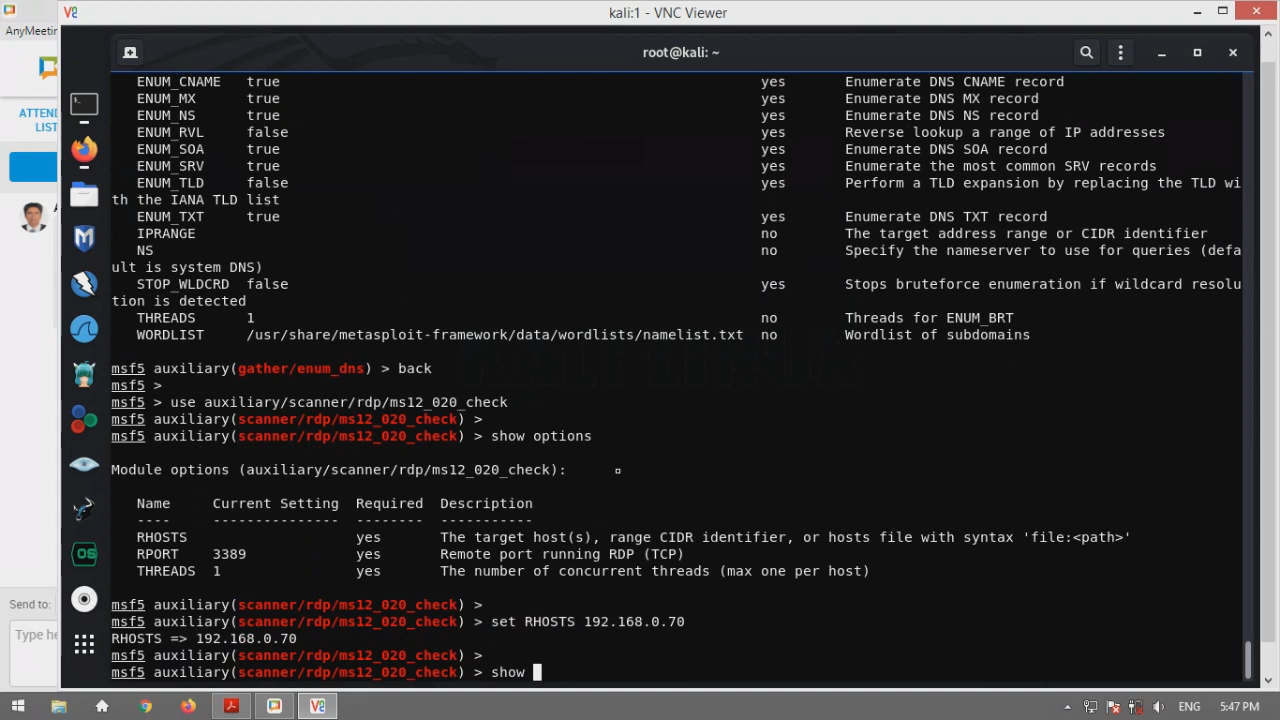 kali:1 - VNC Viewer
AnyMeetin
root@kali: ~
ATTEND
LIST
ENUM_CNAME true yes Enumerate DNS CNAME record
ENUM_MX true yes Enumerate DNS MX record
ENUM_NS true yes Enumerate DNS NS record
ENUM_RVL false yes Reverse lookup a range of IP addresses
ENUM_SOA true yes Enumerate DNS SOA record
ENUM_SRV true yes Enumerate the most common SRV records
ENUM_TLD false yes Perform a TLD expansion by replacing the TLD wi
th the IANA TLD list
ENUM_TXT true yes Enumerate DNS TXT record
IPRANGE no The target address range or CIDR identifier
NS no Specify the nameserver to use for queries (defa
ult is system DNS)
STOP_WLDCRD false yes Stops bruteforce enumeration if wildcard resolu
tion is detected
THREADS 1 no Threads for ENUM_BRT
WORDLIST /usr/share/metasploit-framework/data/wordlists/namelist.txt no Wordlist of subdomains
msf5 auxiliary(gather/enum_dns) > back
msf5 >
msf5 > use auxiliary/scanner/rdp/ms12_020_check
msf5 auxiliary(scanner/rdp/ms12_020_check) >
msf5 auxiliary(scanner/rdp/ms12_020_check) > show options
Module options (auxiliary/scanner/rdp/ms12_020_check):
Name Current Setting Required Description
---- --------------- -------- -----------
RHOSTS yes The target host(s), range CIDR identifier, or hosts file with syntax 'file:<path>'
RPORT 3389 yes Remote port running RDP (TCP)
THREADS 1 yes The number of concurrent threads (max one per host)
msf5 auxiliary(scanner/rdp/ms12_020_check) >
msf5 auxiliary(scanner/rdp/ms12_020_check) > set RHOSTS 192.168.0.70
RHOSTS => 192.168.0.70
msf5 auxiliary(scanner/rdp/ms12_020_check) >
msf5 auxiliary(scanner/rdp/ms12_020_check) > show
Send to:
Type he
ENG 5:47 PM